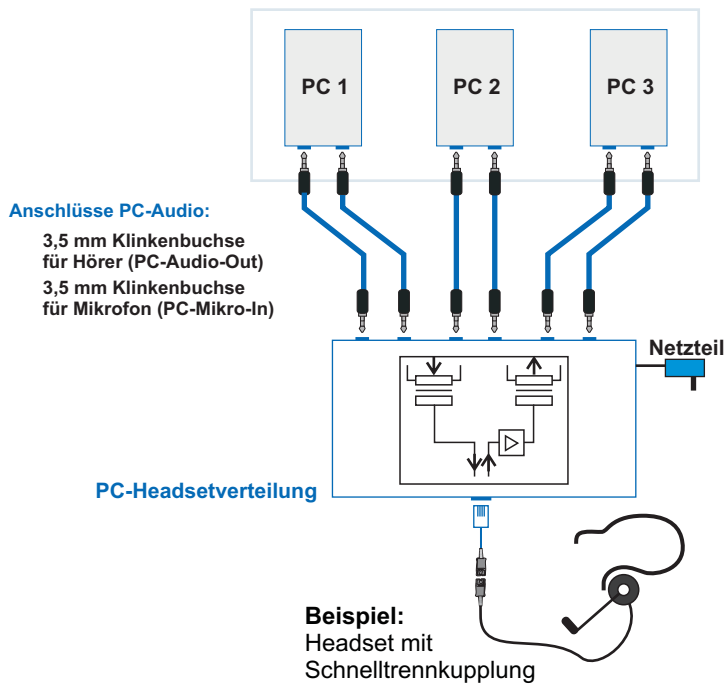 PC 1
PC 2
PC 3
Anschlüsse PC-Audio:
3,5 mm Klinkenbuchse
für Hörer (PC-Audio-Out)
3,5 mm Klinkenbuchse
für Mikrofon (PC-Mikro-In)
Netzteil
PC-Headsetverteilung
Beispiel:
Headset mit
Schnelltrennkupplung